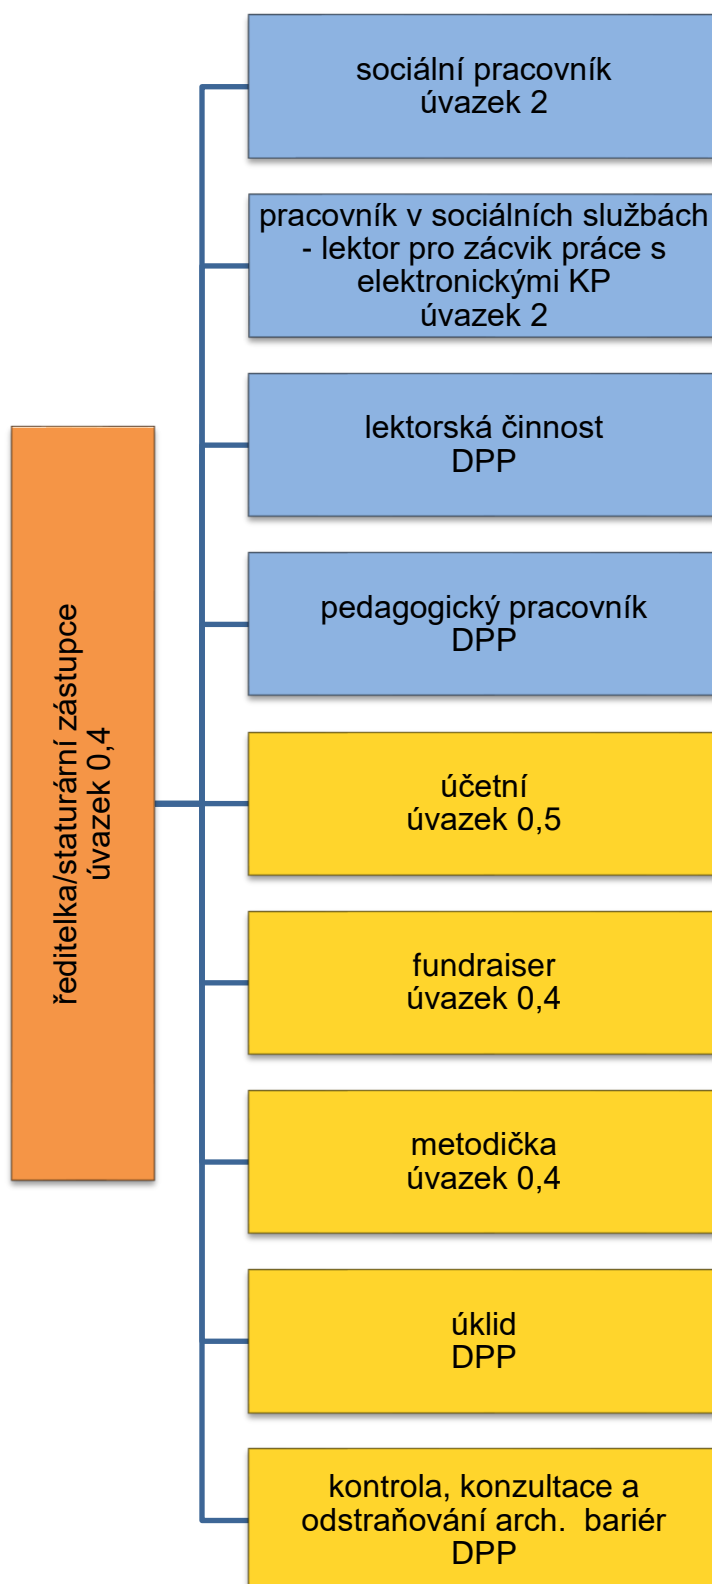 sociální pracovník
úvazek 2
pracovník v sociálních službách
- lektor pro zácvik práce s
elektronickými KP
úvazek 2
lektorská činnost
DPP
ředitelka/staturární zástupce
úvazek 0,4
pedagogický pracovník
DPP
účetní
úvazek 0,5
fundraiser
úvazek 0,4
metodička
úvazek 0,4
úklid
DPP
kontrola, konzultace a
odstraňování arch.  bariér
DPP